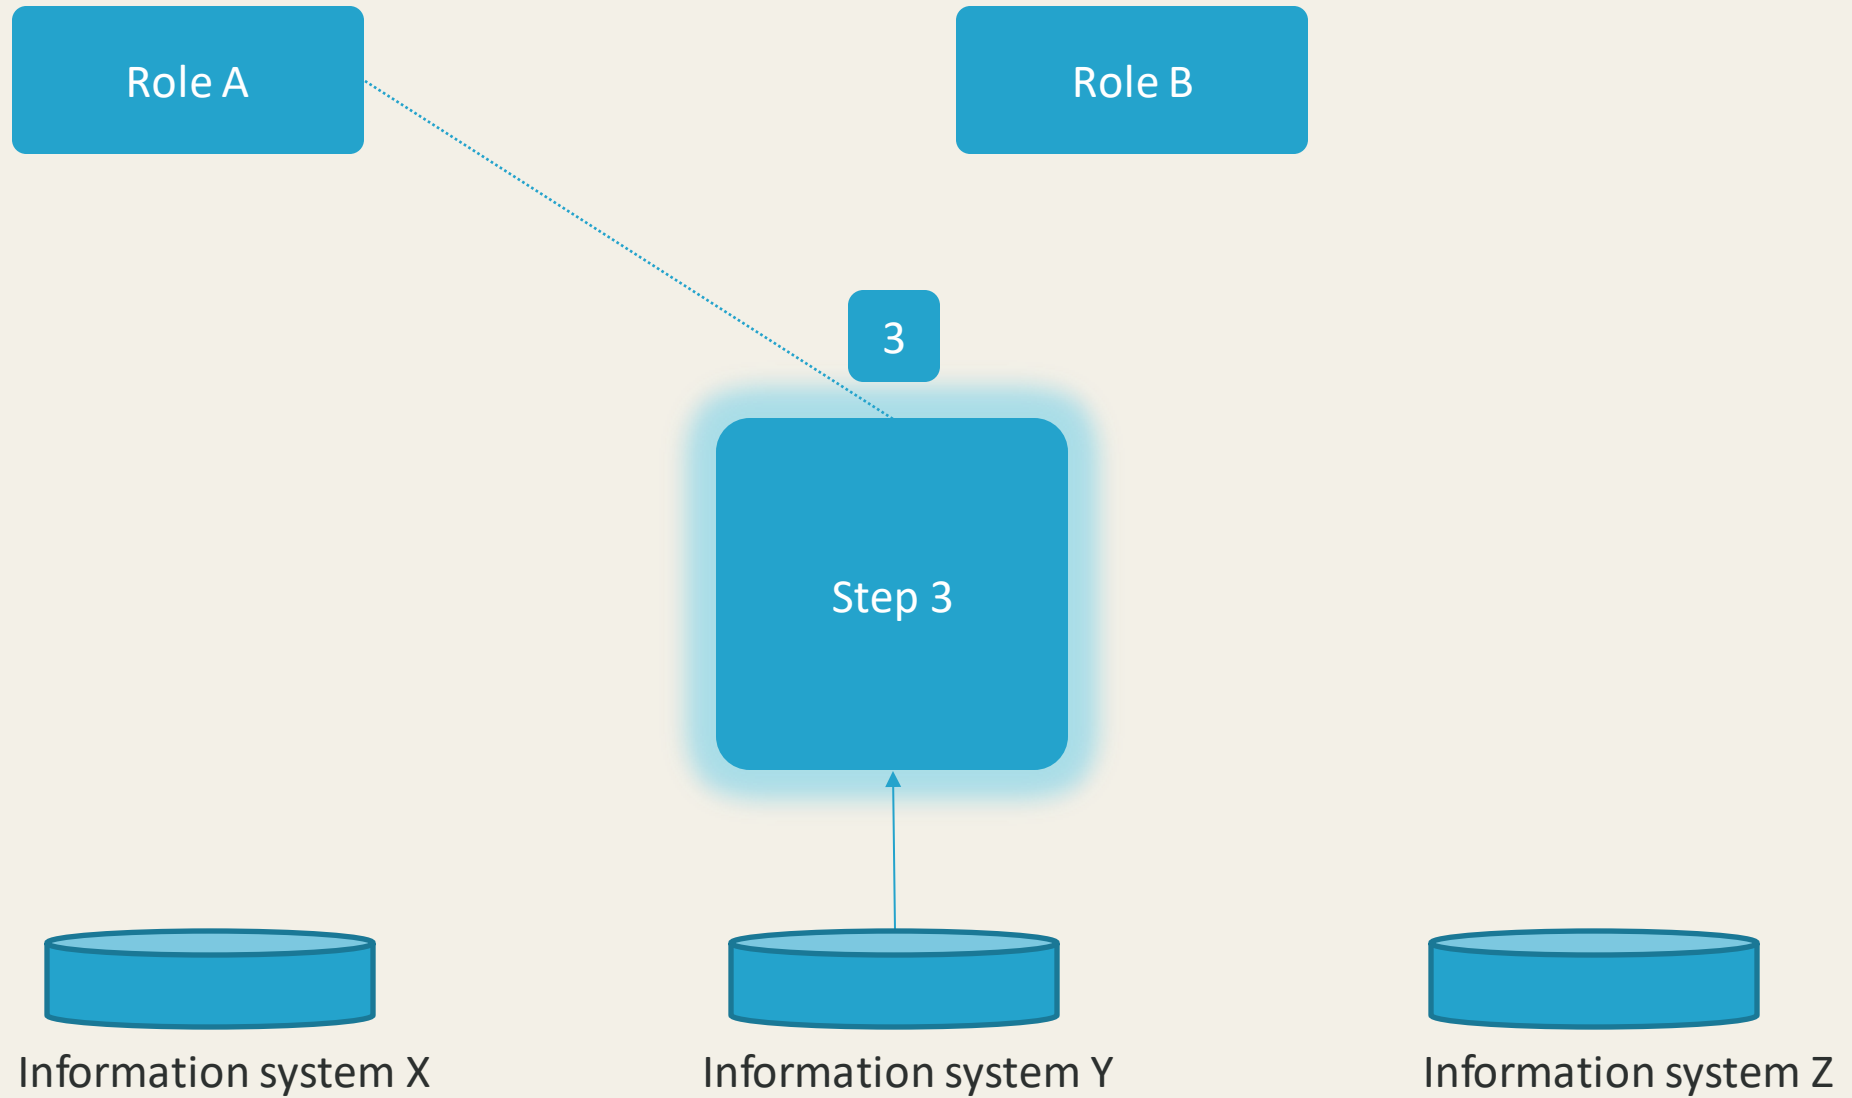 Role A
Role B
3
Step 3
Information system X
Information system Y
Information system Z